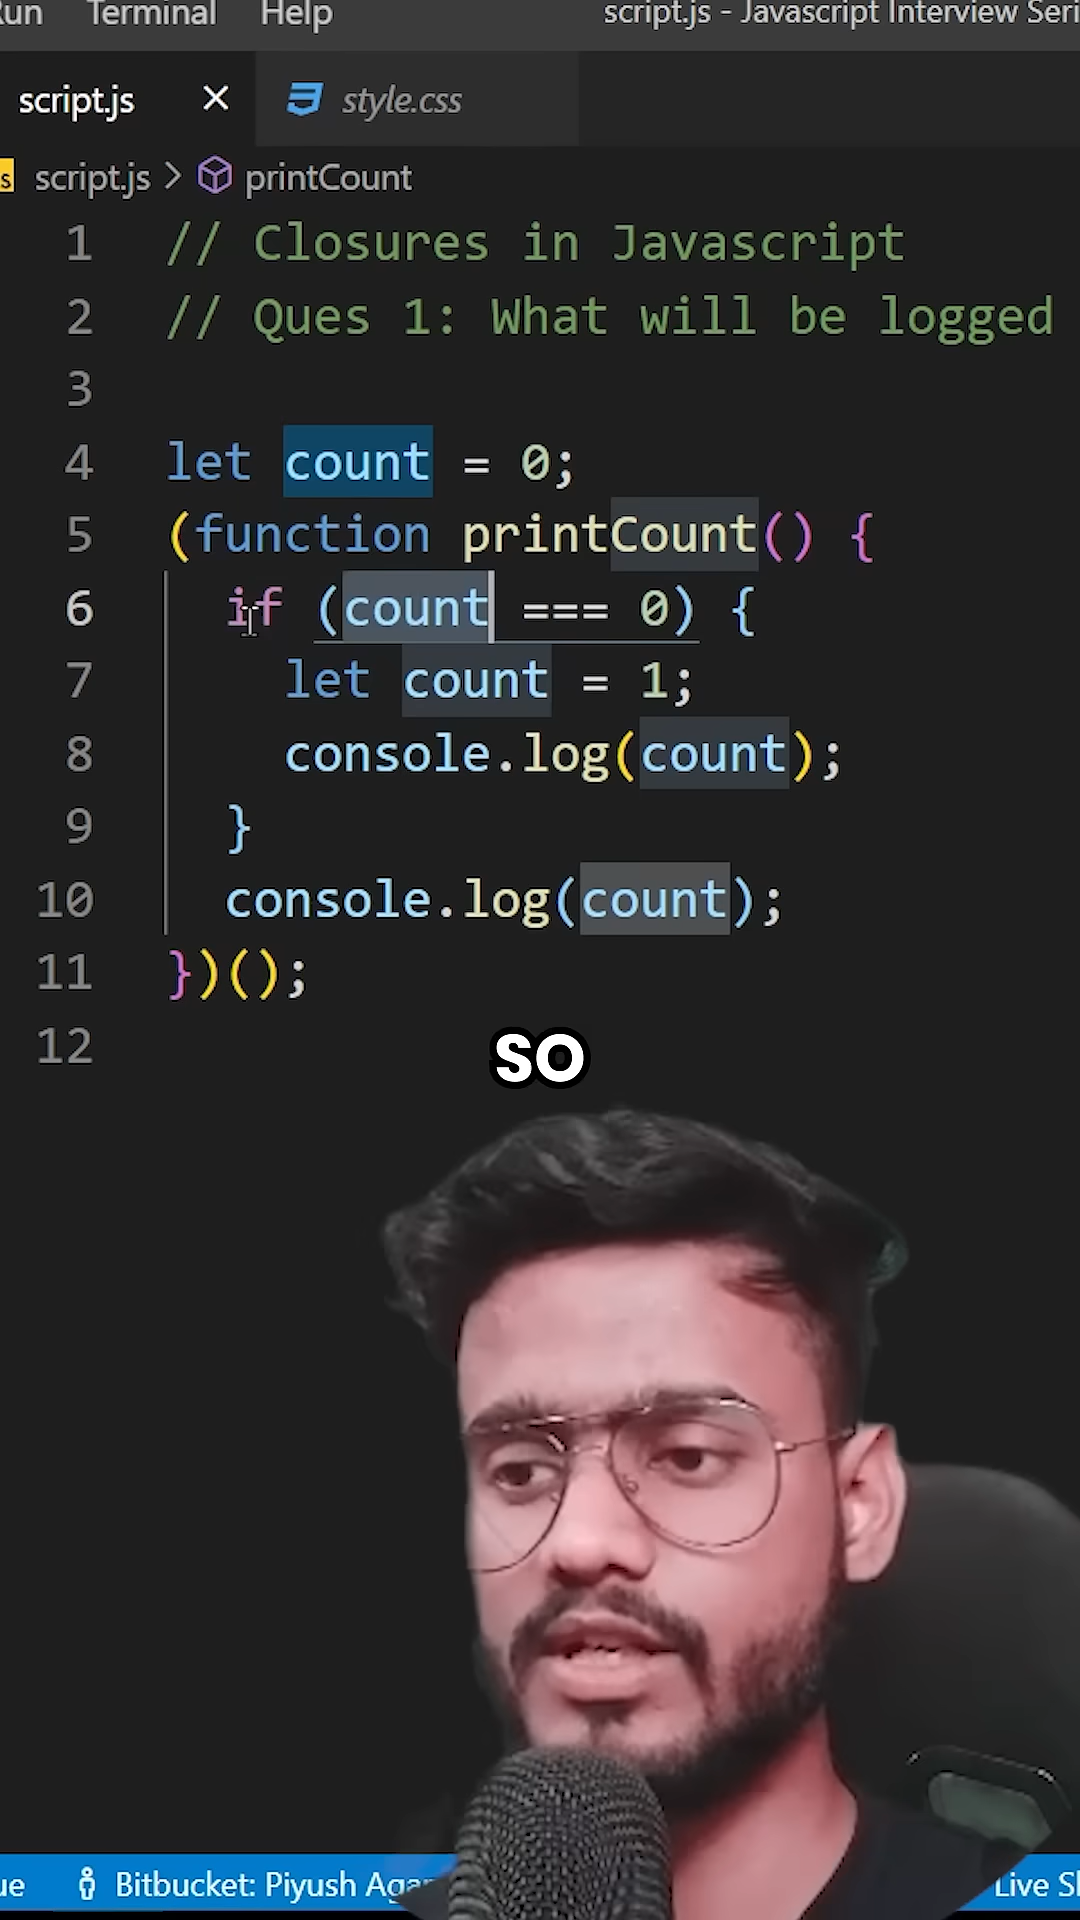 Terminal Help script.js - Javascript Interview
script.js × style.css
script.js > printCount
1 // Closures in Javascript
2 // Ques 1: What will be logged
3
4 let count = 0;
5 (function printCount() {
6 if (count === 0) {
7 let count = 1;
8 console.log(count);
9 }
10 console.log(count);
11 })();
12
SO
Bitbucket: Piyush Live